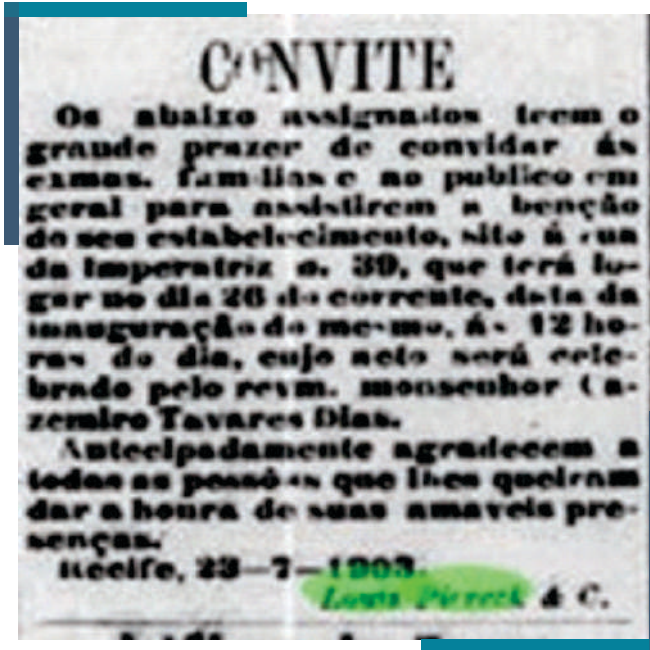 CONVITE
Os abaixo assignados teem o
grande prazer de convidar ás
exmas. familias e ao publico em
geral para assistirem a benção
do seu estabelecimento, sito á rua
da Imperatriz n. 39, que terá lo-
gar no dia 26 do corrente, data da
inauguração do mesmo, ás 12 ho-
ras do dia, cujo acto será cele-
brado pelo revm. monsenhor Ca-
zemiro Tavares Dias.
Antecipadamente agradecem a
todas as pessôas que lhes queiram
dar a honra de suas amaveis pre-
senças.
Recife, 23—7—1903.
Louis Piereck & C.